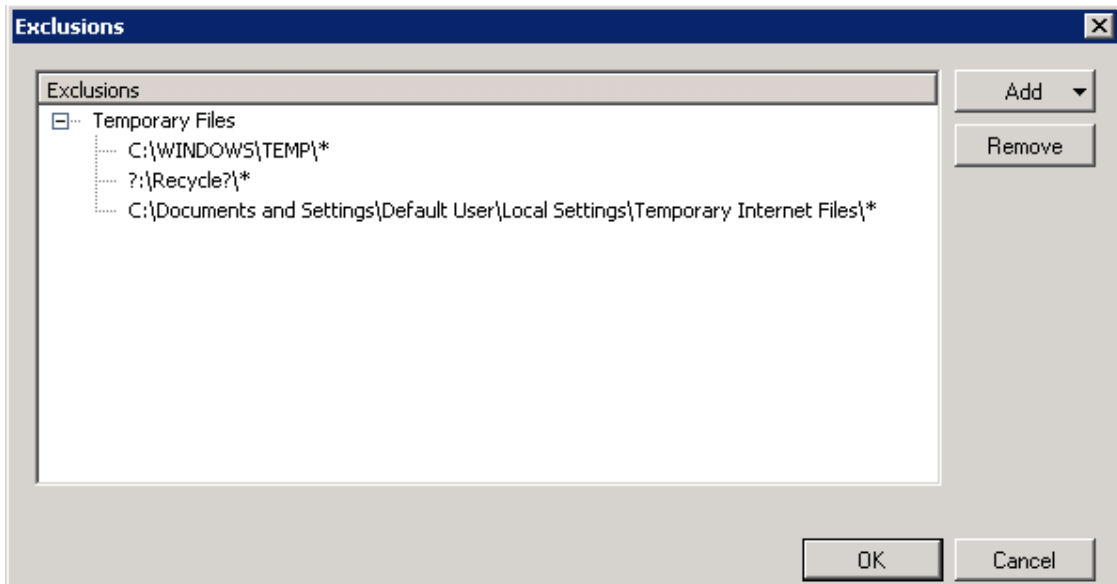 Exclusions
Exclusions
Add
Temporary Files
C:\WINDOWS\TEMP\*
Remove
?:\Recycle?\*
C:\Documents and Settings\Default User\Local Settings\Temporary Internet Files\*
OK
Cancel